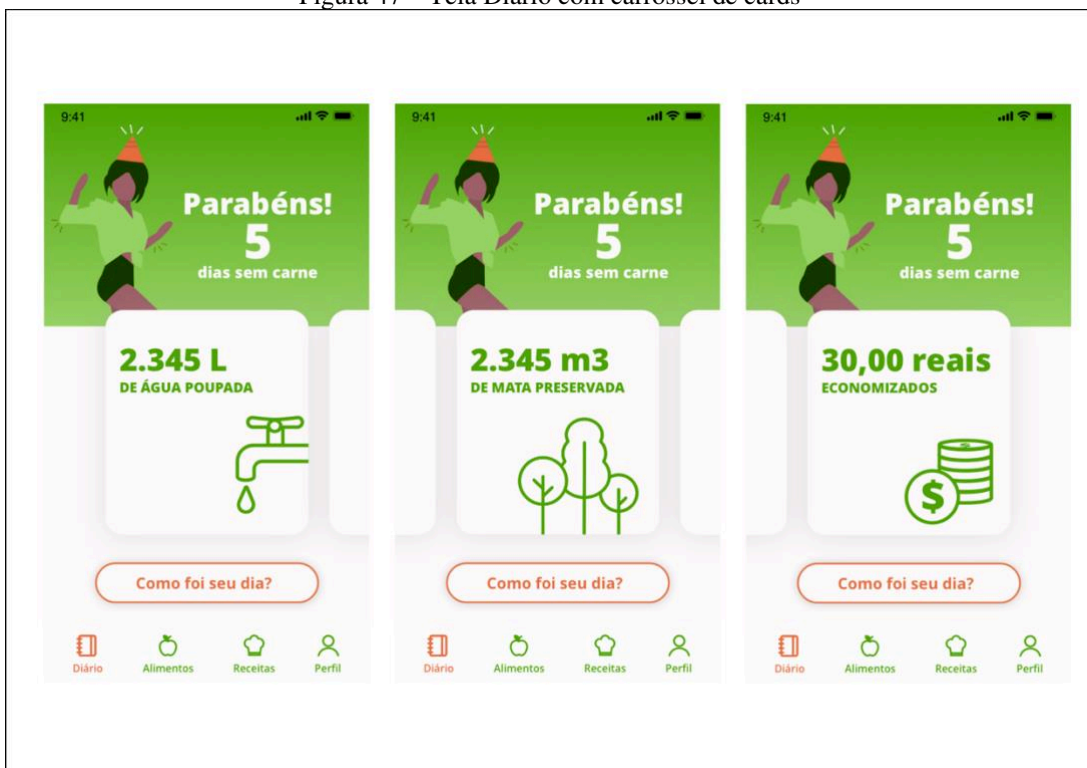 Figura 47 – Tela Diário com carrossel de cards
9:41
Parabéns!
5
dias sem carne
2.345 L
DE ÁGUA POUPADA
Como foi seu dia?
Diário
Alimentos
Receitas
Perfil
9:41
Parabéns!
5
dias sem carne
2.345 m3
DE MATA PRESERVADA
Como foi seu dia?
Diário
Alimentos
Receitas
Perfil
9:41
Parabéns!
5
dias sem carne
30,00 reais
ECONOMIZADOS
$
Como foi seu dia?
Diário
Alimentos
Receitas
Perfil